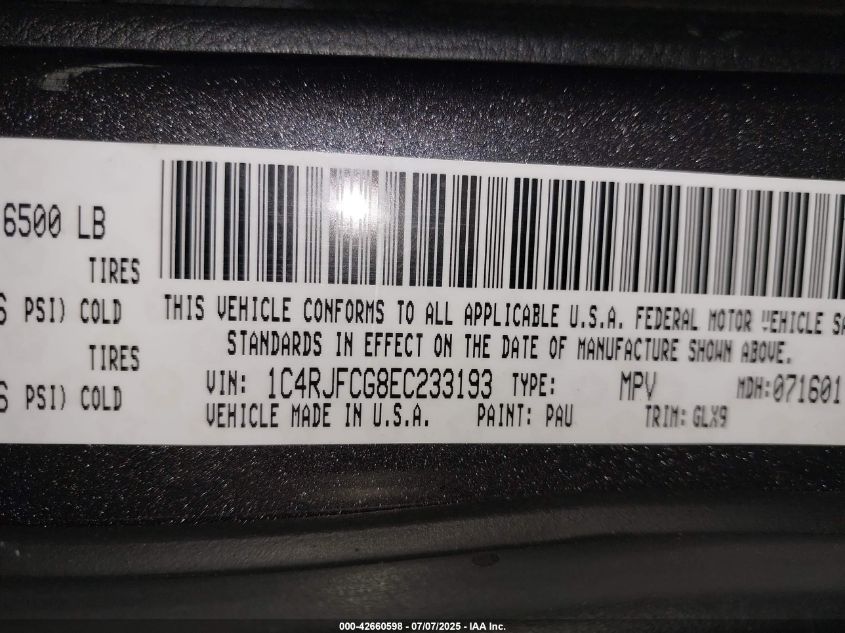 6500 LB
TIRES
PSI) COLD
TIRES
PSI) COLD
THIS VEHICLE CONFORMS TO ALL APPLICABLE U.S.A. FEDERAL MOTOR VEHICLE
STANDARDS IN EFFECT ON THE DATE OF MANUFACTURE SHOWN ABOVE.
VIN: 1C4RJFCG8EC233193 TYPE: MPV MDH:071601
VEHICLE MADE IN U.S.A. PAINT: PAU TRIM: GLX9
000-42660598 - 07/07/2025 - IAA Inc.